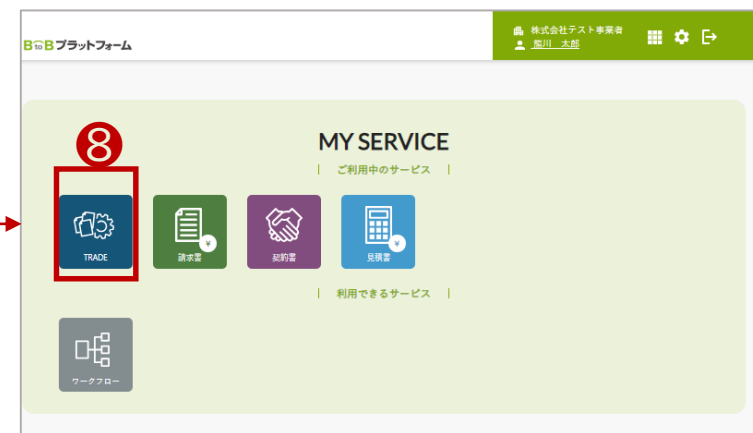 BtoBプラットフォーム
株式会社テスト事業者
熊川 太郎
8
MY SERVICE
ご利用中のサービス
TRADE
請求書
契約書
見積書
¥
¥
利用できるサービス
ワークフロー